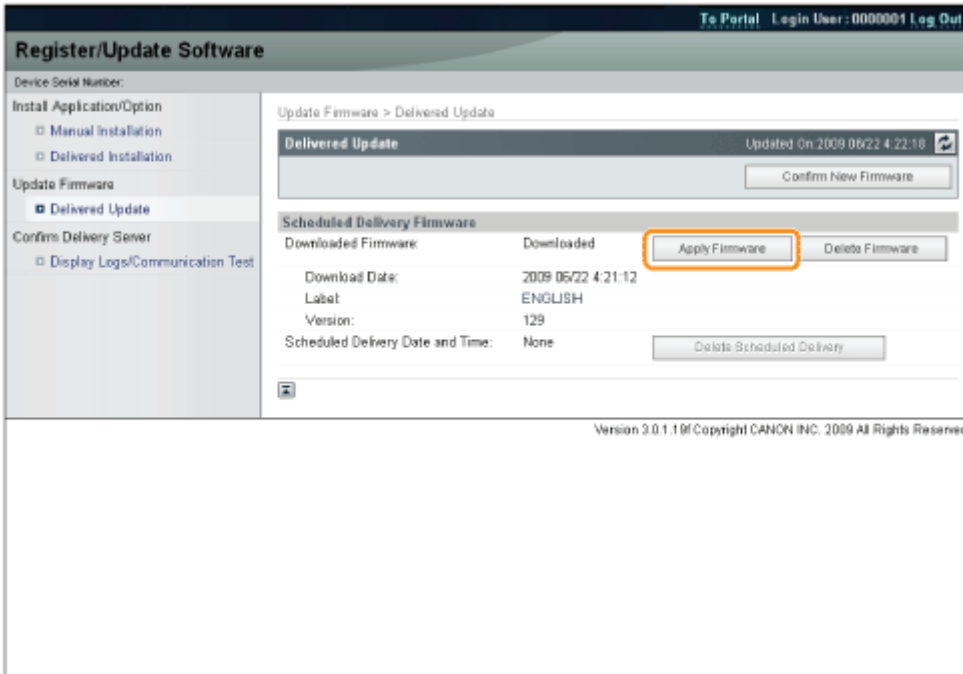 To Portal Login User : 0000001 Log Out
Register/Update Software
Device Serial Number:
Install Application/Option
Manual Installation
Delivered Installation
Update Firmware
Delivered Update
Confirm Delivery Server
Display Logs/Communication Test
Update Firmware > Delivered Update
Delivered Update Updated On:2009 06/22 4:22:18
Confirm New Firmware
Scheduled Delivery Firmware
Downloaded Firmware: Downloaded Apply Firmware Delete Firmware
Download Date: 2009 06/22 4:21:12
Label: ENGLISH
Version: 129
Scheduled Delivery Date and Time: None Delete Scheduled Delivery
Version 3.0.1.19f Copyright CANON INC. 2009 All Rights Reserved